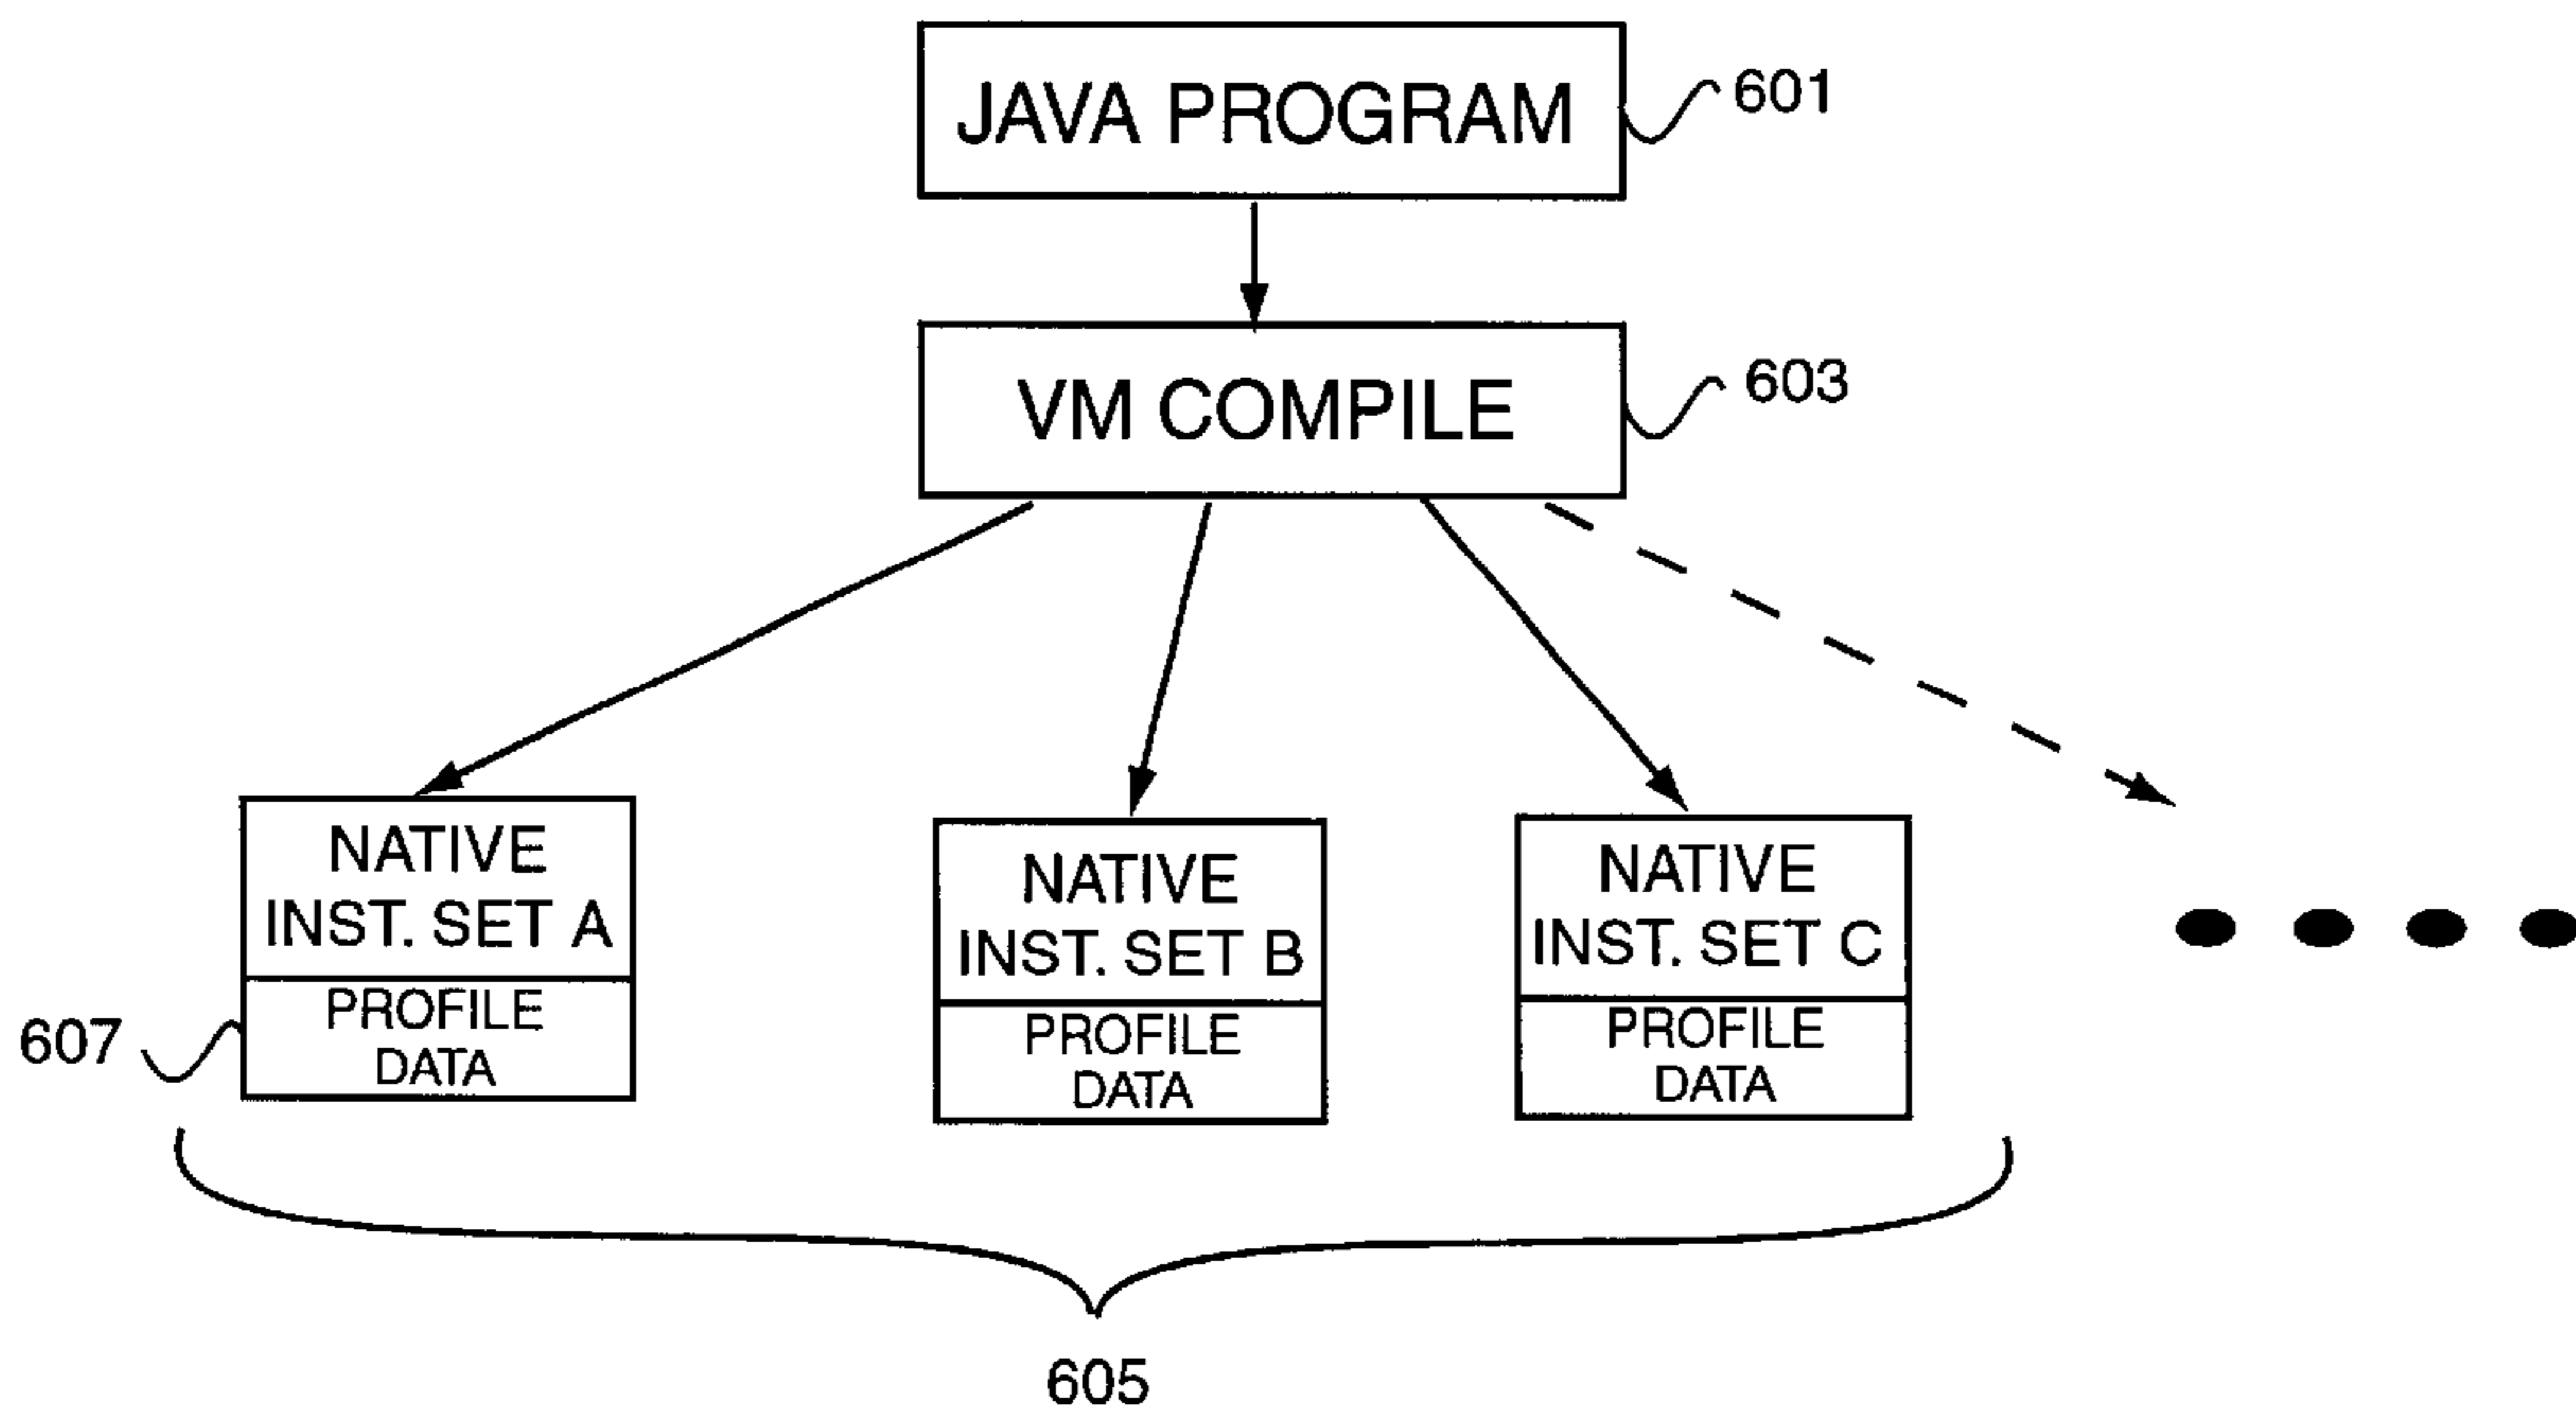 JAVA PROGRAM
601
VM COMPILE
603
NATIVE
INST. SET A
PROFILE
DATA
607
NATIVE
INST. SET B
PROFILE
DATA
NATIVE
INST. SET C
PROFILE
DATA
605